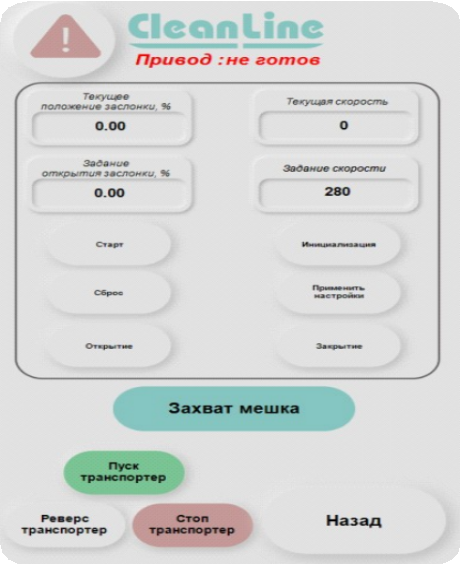 !
CleanLine
Привод :не готов
Текущее
положение заслонки, %
Текущая скорость
0.00
0
Задание
открытия заслонки, %
Задание скорости
0.00
280
Старт
Инициализация
Сброс
Применить
настройки
Открытие
Закрытие
Захват мешка
Пуск
транспортер
Реверс
транспортер
Стоп
транспортер
Назад